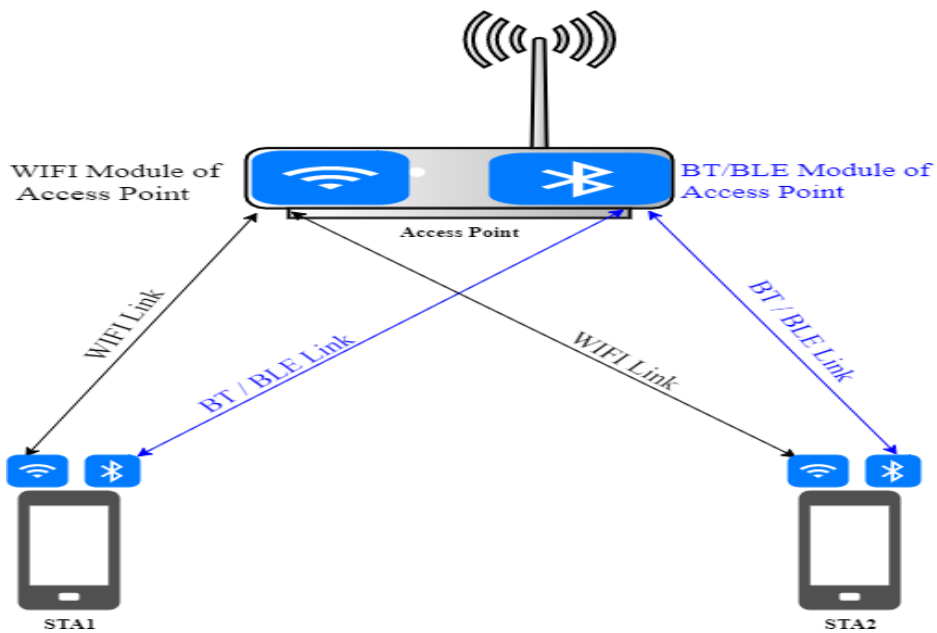 WIFI Module of
Access Point
BT/BLE Module of
Access Point
Access Point
WIFI Link
BT / BLE Link
WIFI Link
BT / BLE Link
STA1
STA2